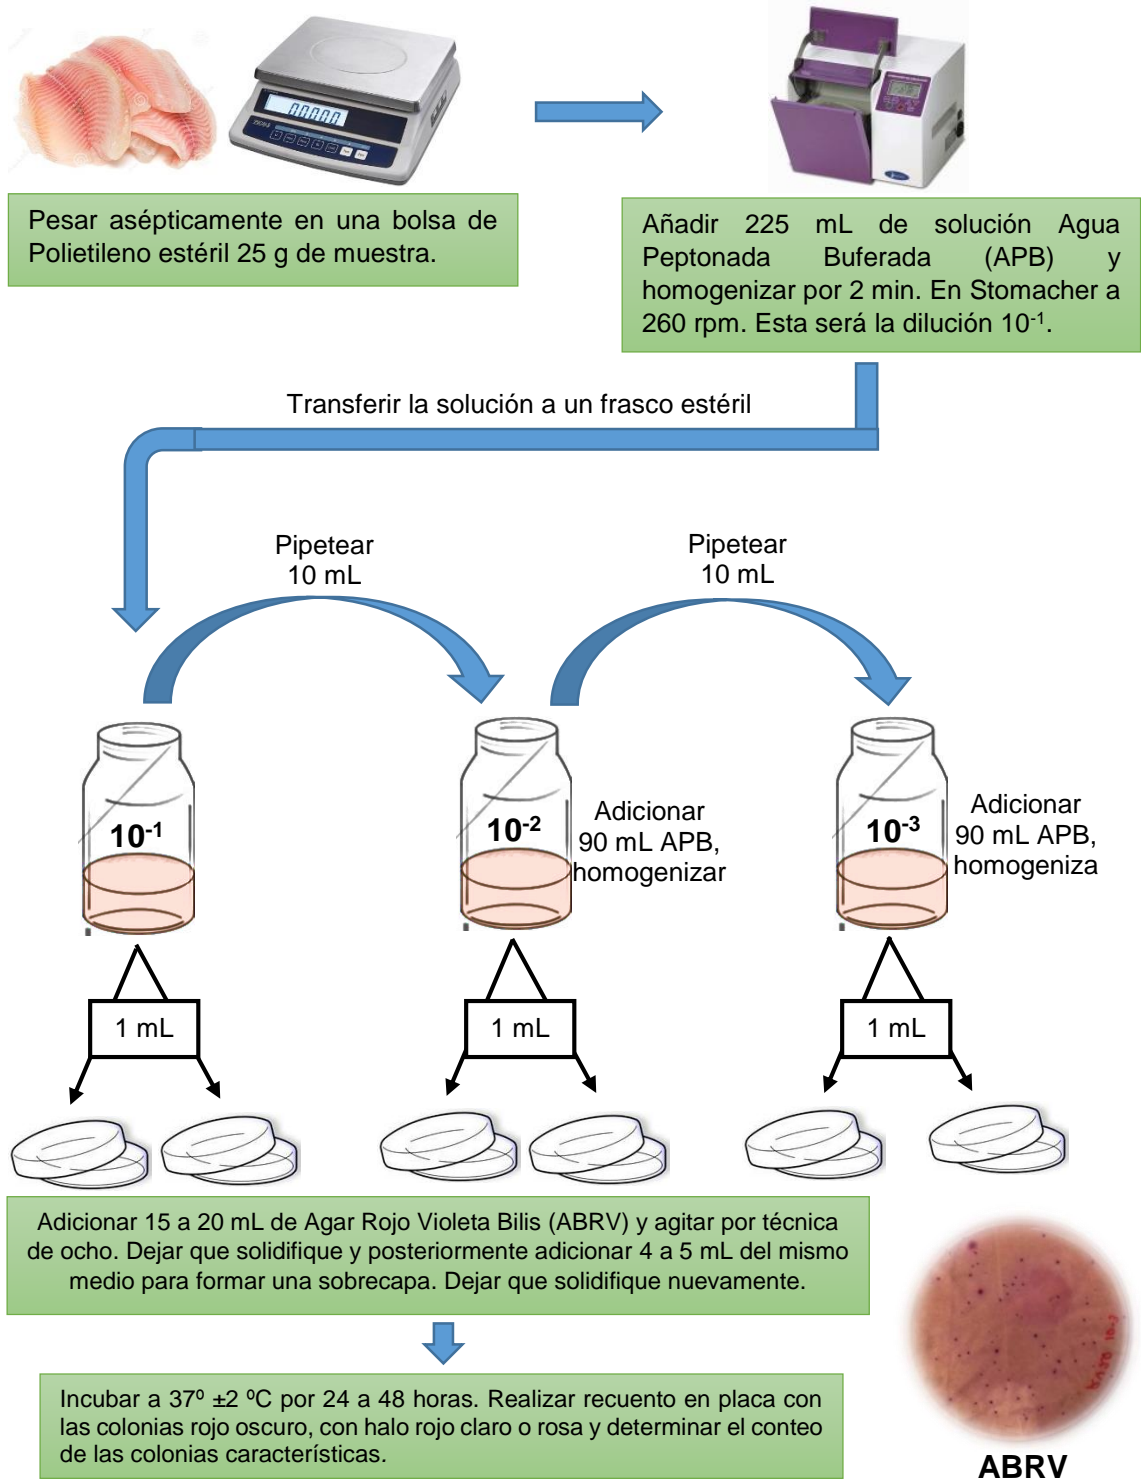 Pesar asépticamente en una bolsa de
Polietileno estéril 25 g de muestra.
Añadir 225 mL de solución Agua
Peptonada Buferada (APB) y
homogenizar por 2 min. En Stomacher a
260 rpm. Esta será la dilución 10⁻¹.
Transferir la solución a un frasco estéril
Pipetear
10 mL
Pipetear
10 mL
10⁻¹
10⁻²
Adicionar
90 mL APB,
homogenizar
10⁻³
Adicionar
90 mL APB,
homogeniza
1 mL
1 mL
1 mL
Adicionar 15 a 20 mL de Agar Rojo Violeta Bilis (ABRV) y agitar por técnica
de ocho. Dejar que solidifique y posteriormente adicionar 4 a 5 mL del mismo
medio para formar una sobrecapa. Dejar que solidifique nuevamente.
Incubar a 37º ±2 ºC por 24 a 48 horas. Realizar recuento en placa con
las colonias rojo oscuro, con halo rojo claro o rosa y determinar el conteo
de las colonias características.
ABRV